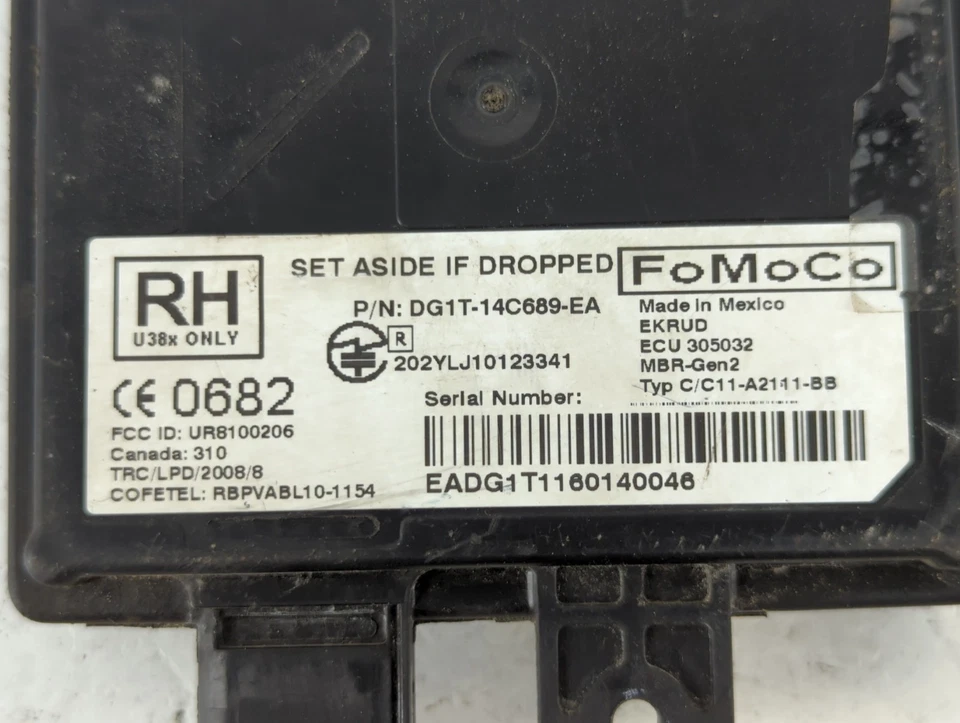 RH
U38x ONLY
SET ASIDE IF DROPPED
FoMoCo
P/N: DG1T-14C689-EA
R
202YLJ10123341
Made in Mexico
EKRUD
ECU 305032
MBR-Gen2
Typ C/C11-A2111-BB
CE 0682
FCC ID: UR8100206
Canada: 310
TRC/LPD/2008/8
COFETEL: RBPVABL10-1154
Serial Number:
EADG1T1160140046